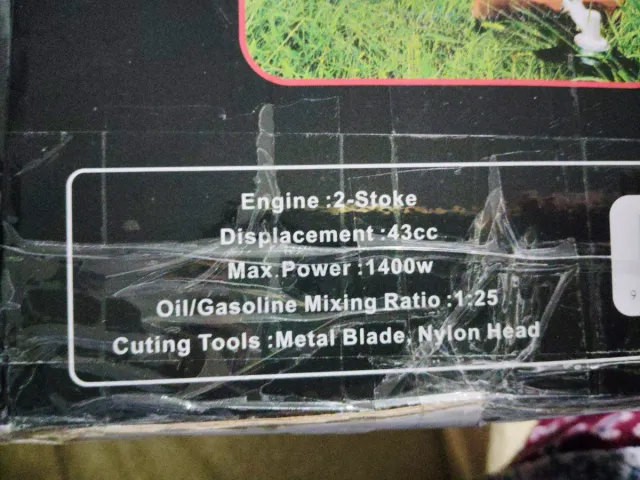 Engine :2-Stoke
Displacement :43cc
Max.Power :1400w
Oil/Gasoline Mixing Ratio :1:25
Cuting Tools :Metal Blade, Nylon Head